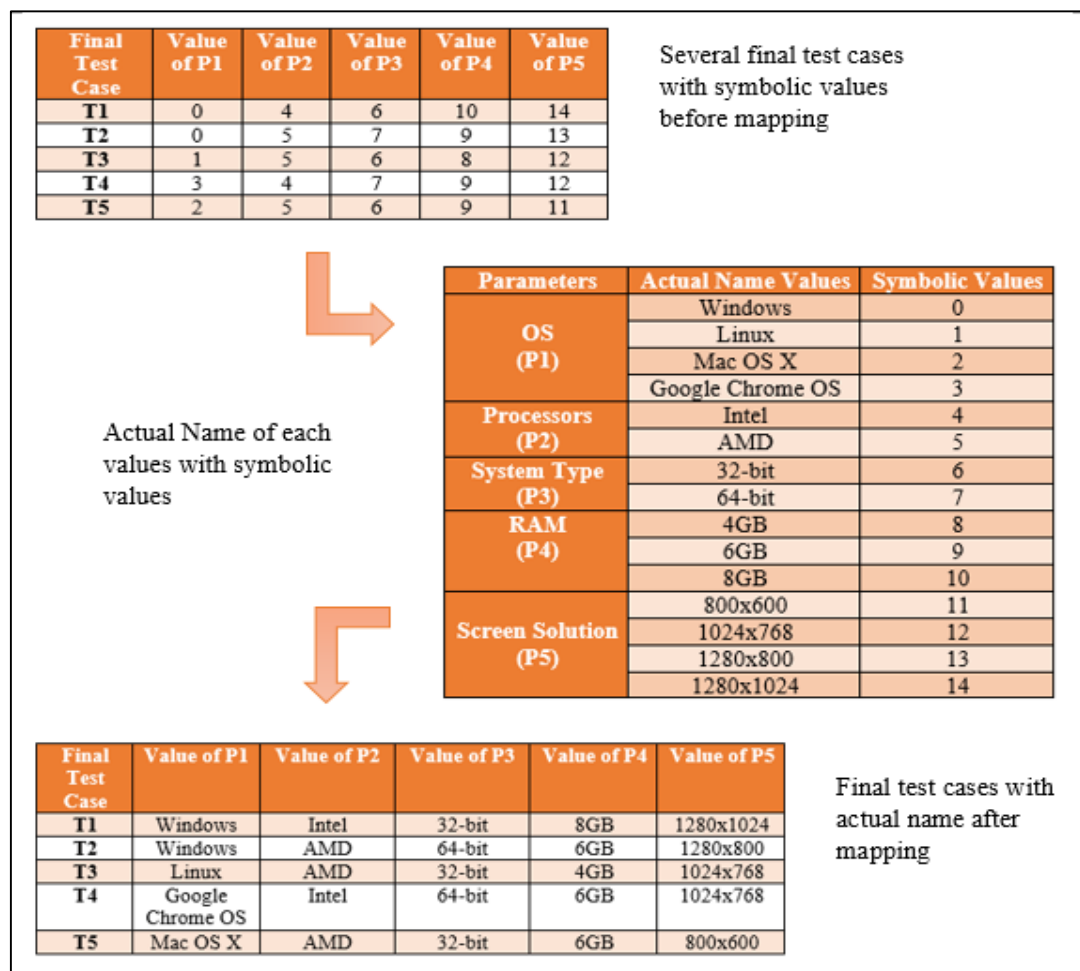 Final Test Case Value of P1 Value of P2 Value of P3 Value of P4 Value of P5
T1 0 4 6 10 14
T2 0 5 7 9 13
T3 1 5 6 8 12
T4 3 4 7 9 12
T5 2 5 6 9 11
Several final test cases
with symbolic values
before mapping
Parameters Actual Name Values Symbolic Values
OS
(P1)
Windows 0
Linux 1
Mac OS X 2
Google Chrome OS 3
Processors
(P2)
Intel 4
AMD 5
System Type
(P3)
32-bit 6
64-bit 7
RAM
(P4)
4GB 8
6GB 9
8GB 10
Screen Solution
(P5)
800x600 11
1024x768 12
1280x800 13
1280x1024 14
Actual Name of each
values with symbolic
values
Final Test Case Value of P1 Value of P2 Value of P3 Value of P4 Value of P5
T1 Windows Intel 32-bit 8GB 1280x1024
T2 Windows AMD 64-bit 6GB 1280x800
T3 Linux AMD 32-bit 4GB 1024x768
T4 Google Chrome OS Intel 64-bit 6GB 1024x768
T5 Mac OS X AMD 32-bit 6GB 800x600
Final test cases with
actual name after
mapping